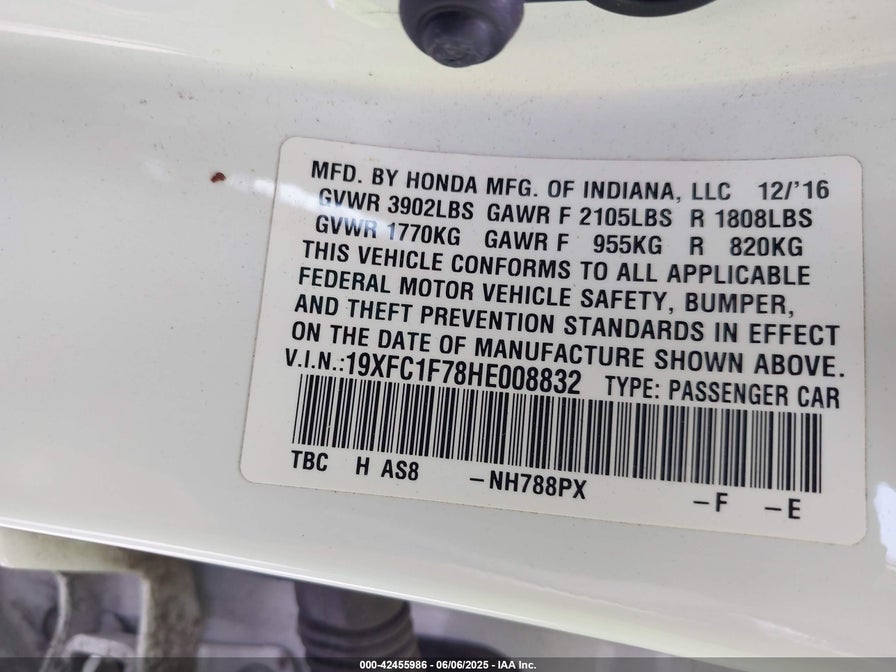 MFD. BY HONDA MFG. OF INDIANA, LLC 12/'16
GVWR 3902LBS GAWR F 2105LBS R 1808LBS
GVWR 1770KG GAWR F 955KG R 820KG
THIS VEHICLE CONFORMS TO ALL APPLICABLE
FEDERAL MOTOR VEHICLE SAFETY, BUMPER,
AND THEFT PREVENTION STANDARDS IN EFFECT
ON THE DATE OF MANUFACTURE SHOWN ABOVE.
V.I.N.:19XFC1F78HE008832 TYPE: PASSENGER CAR
TBC H AS8 -NH788PX -F -E
000-42455986 - 06/06/2025 - IAA Inc.